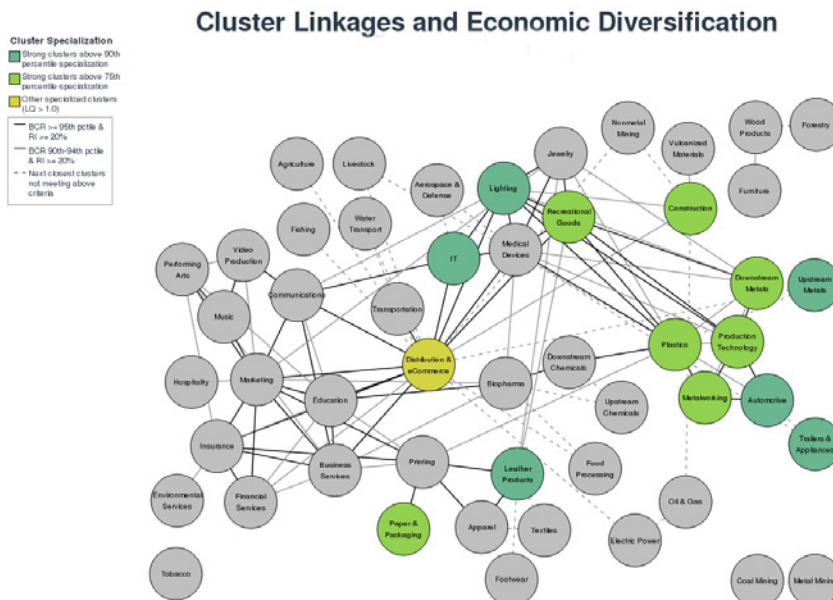 Cluster Linkages and Economic Diversification
Cluster Specialization
Strong clusters above 90th
percentile specialization
Strong clusters above 75th
percentile specialization
Other specialized clusters
(LQ > 1.0)
BCR >= 95th pctile &
RI >= 20%
BCR 90th-94th pctile
& RI >= 20%
Next closest clusters
not meeting above
criteria
Agriculture
Livestock
Aerospace &
Defense
Lighting
Jewelry
Nonmetal
Mining
Vulcanized
Materials
Wood
Products
Forestry
Furniture
Fishing
Water
Transport
Recreational
Goods
Construction
Performing
Arts
Video
Production
IT
Medical
Devices
Communications
Transportation
Downstream
Metals
Upstream
Metals
Music
Distribution &
eCommerce
Downstream
Chemicals
Plastics
Production
Technology
Hospitality
Marketing
Education
Biopharma
Upstream
Chemicals
Metalworking
Automotive
Trailers &
Appliances
Insurance
Business
Services
Printing
Leather
Products
Food
Processing
Environmental
Services
Financial
Services
Paper &
Packaging
Apparel
Textiles
Oil & Gas
Electric Power
Tobacco
Footwear
Coal Mining
Metal Mining